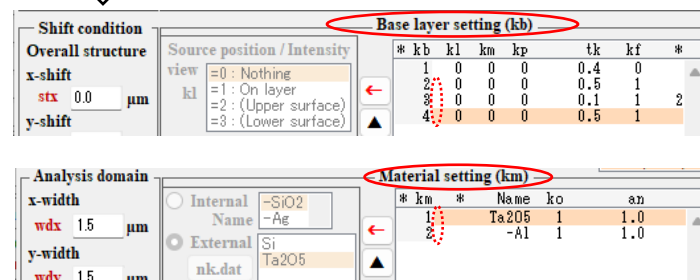 Shift condition
Base layer setting (kb)
Overall structure
Source position / Intensity
* kb kl km kp tk kf *
x-shift
view
=0 : Nothing
1 0 0 0 0.4 0
kl
=1 : On layer
2 0 0 0 0.5 1
stx 0.0 μm
=2 : (Upper surface)
3 0 0 0 0.1 1 2
y-shift
=3 : (Lower surface)
4 0 0 0 0.5 1
Analysis domain
Material setting (km)
x-width
Internal
-SiO2
* km * Name ko an
Name
-Ag
1 Ta2O5 1 1.0
wdx 1.5 μm
External
Si
2 -Al 1 1.0
y-width
Ta2O5
nk.dat
wdx 1.5 μm